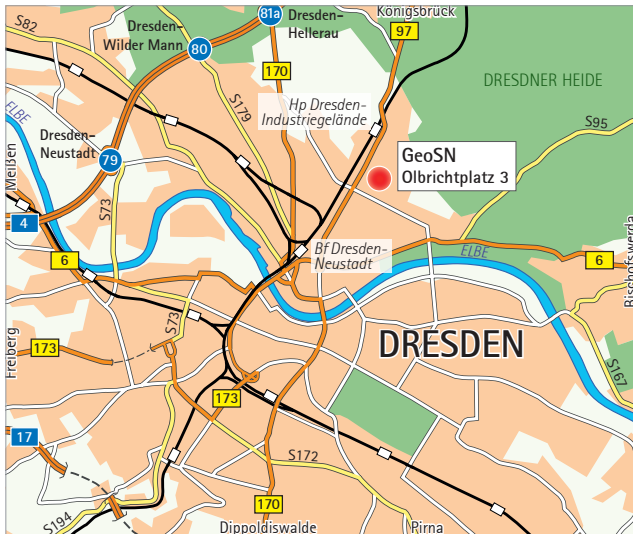 81a
Dresden-
Hellerau
Königsbrück
S82
Dresden-
Wilder Mann
80
97
170
DRESDNER HEIDE
S179
Hp Dresden-
Industriegelände
S95
ELBE
Dresden-
Neustadt
79
Meißen
GeoSN
Olbrichtplatz 3
S73
4
6
Bf Dresden-
Neustadt
ELBE
6
Bischofswerda
S73
DRESDEN
Freiberg
173
S167
173
17
S172
S194
170
Dippoldiswalde
Pirna